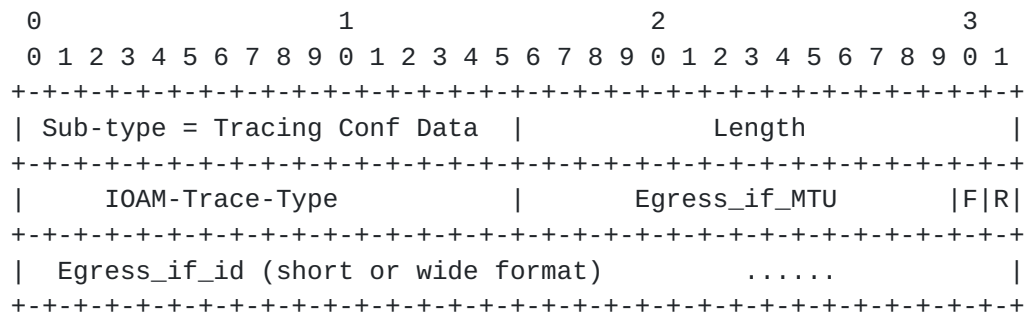 0                   1                   2                   3
 0 1 2 3 4 5 6 7 8 9 0 1 2 3 4 5 6 7 8 9 0 1 2 3 4 5 6 7 8 9 0 1
+-+-+-+-+-+-+-+-+-+-+-+-+-+-+-+-+-+-+-+-+-+-+-+-+-+-+-+-+-+-+-+-+
| Sub-type = Tracing Conf Data  |            Length             |
+-+-+-+-+-+-+-+-+-+-+-+-+-+-+-+-+-+-+-+-+-+-+-+-+-+-+-+-+-+-+-+-+
|     IOAM-Trace-Type           |       Egress_if_MTU       |F|R|
+-+-+-+-+-+-+-+-+-+-+-+-+-+-+-+-+-+-+-+-+-+-+-+-+-+-+-+-+-+-+-+-+
|  Egress_if_id (short or wide format)         ......           |
+-+-+-+-+-+-+-+-+-+-+-+-+-+-+-+-+-+-+-+-+-+-+-+-+-+-+-+-+-+-+-+-+